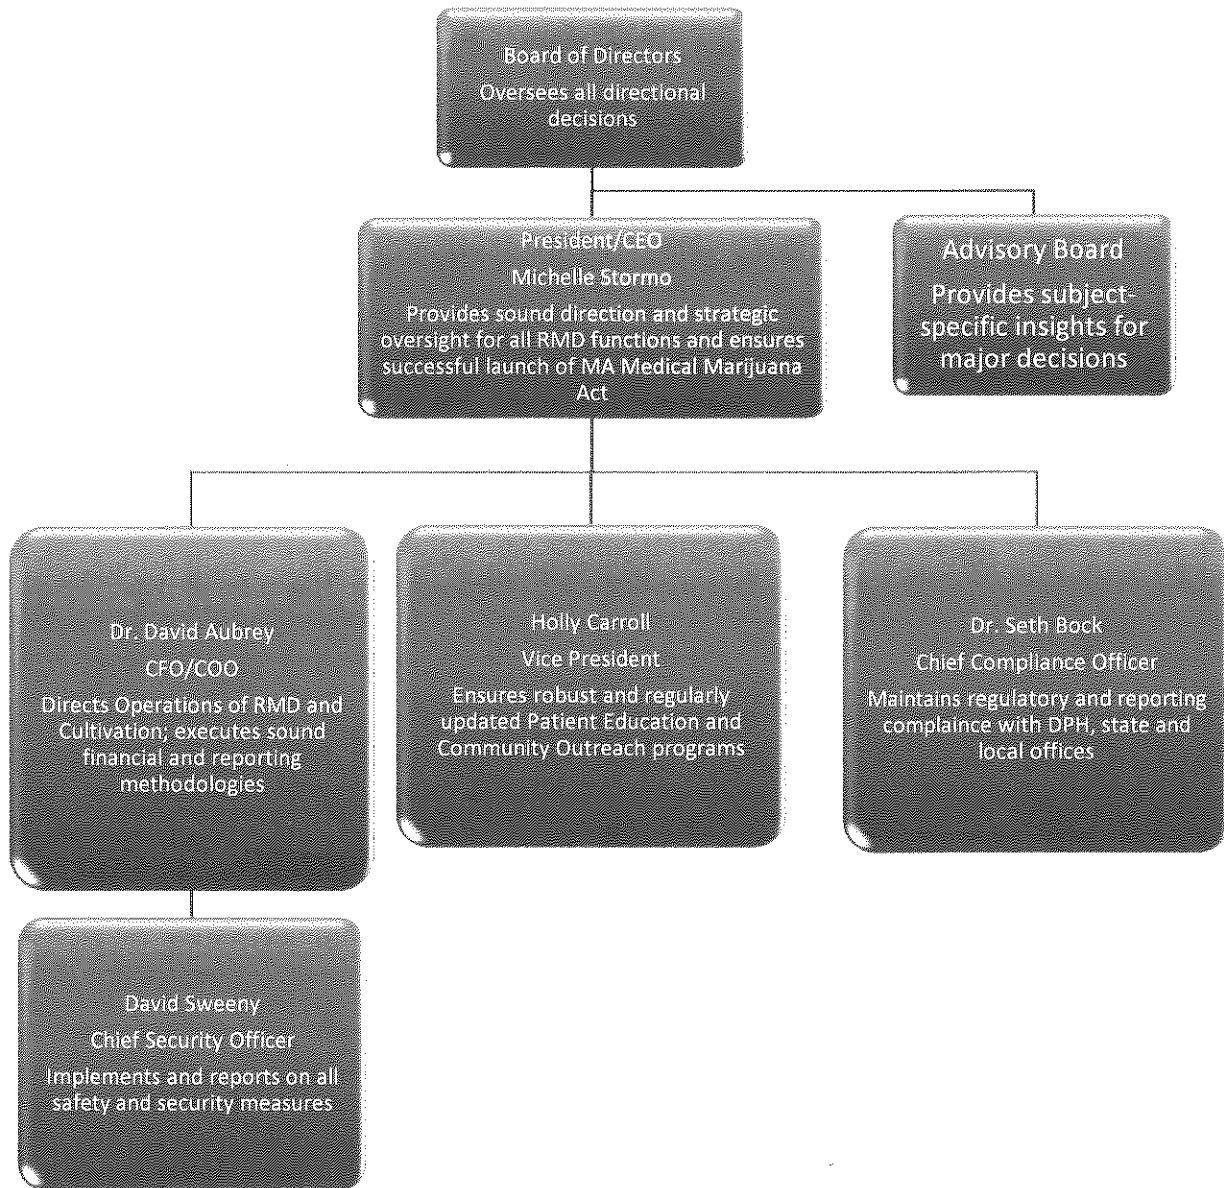 Board of Directors
Oversees all directional
decisions
President/CEO
Michelle Stormo
Provides sound direction and strategic
oversight for all RMD functions and ensures
successful launch of MA Medical Marijuana
Act
Advisory Board
Provides subject-
specific insights for
major decisions
Dr. David Aubrey
CFO/COO
Directs Operations of RMD and
Cultivation; executes sound
financial and reporting
methodologies
Holly Carroll
Vice President
Ensures robust and regularly
updated Patient Education and
Community Outreach programs
Dr. Seth Bock
Chief Compliance Officer
Maintains regulatory and reporting
complaince with DPH, state and
local offices
David Sweeny
Chief Security Officer
Implements and reports on all
safety and security measures